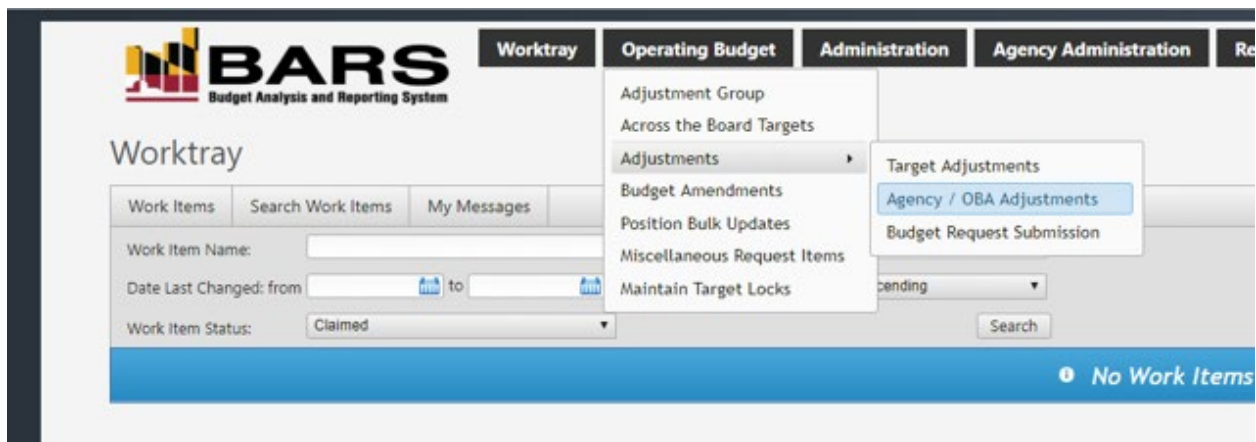 BARS
Budget Analysis and Reporting System
Worktray Operating Budget Administration Agency Administration Re
Adjustment Group
Across the Board Targets
Adjustments
Budget Amendments
Position Bulk Updates
Miscellaneous Request Items
Maintain Target Locks
Target Adjustments
Agency / OBA Adjustments
Budget Request Submission
Worktray
Work Items Search Work Items My Messages
Work Item Name:
Date Last Changed: from to cending
Work Item Status: Claimed Search
No Work Items